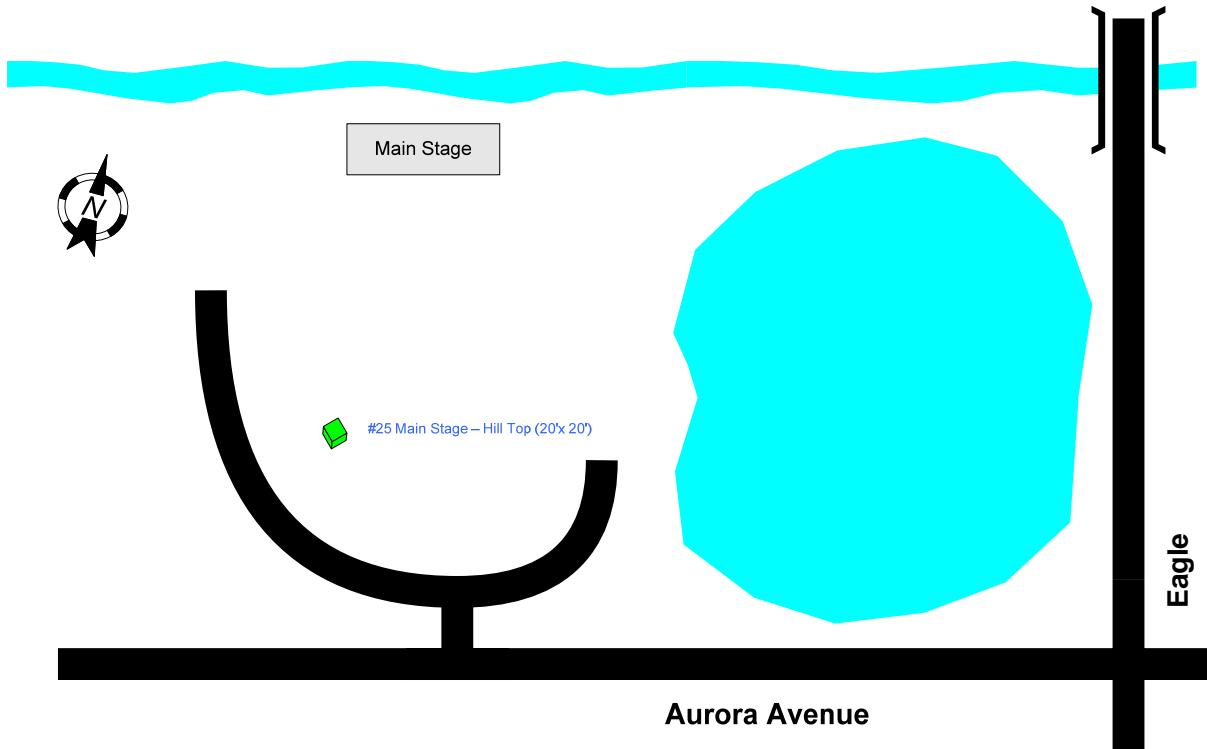 Main Stage
N
#25 Main Stage – Hill Top (20'x 20')
Eagle
Aurora Avenue